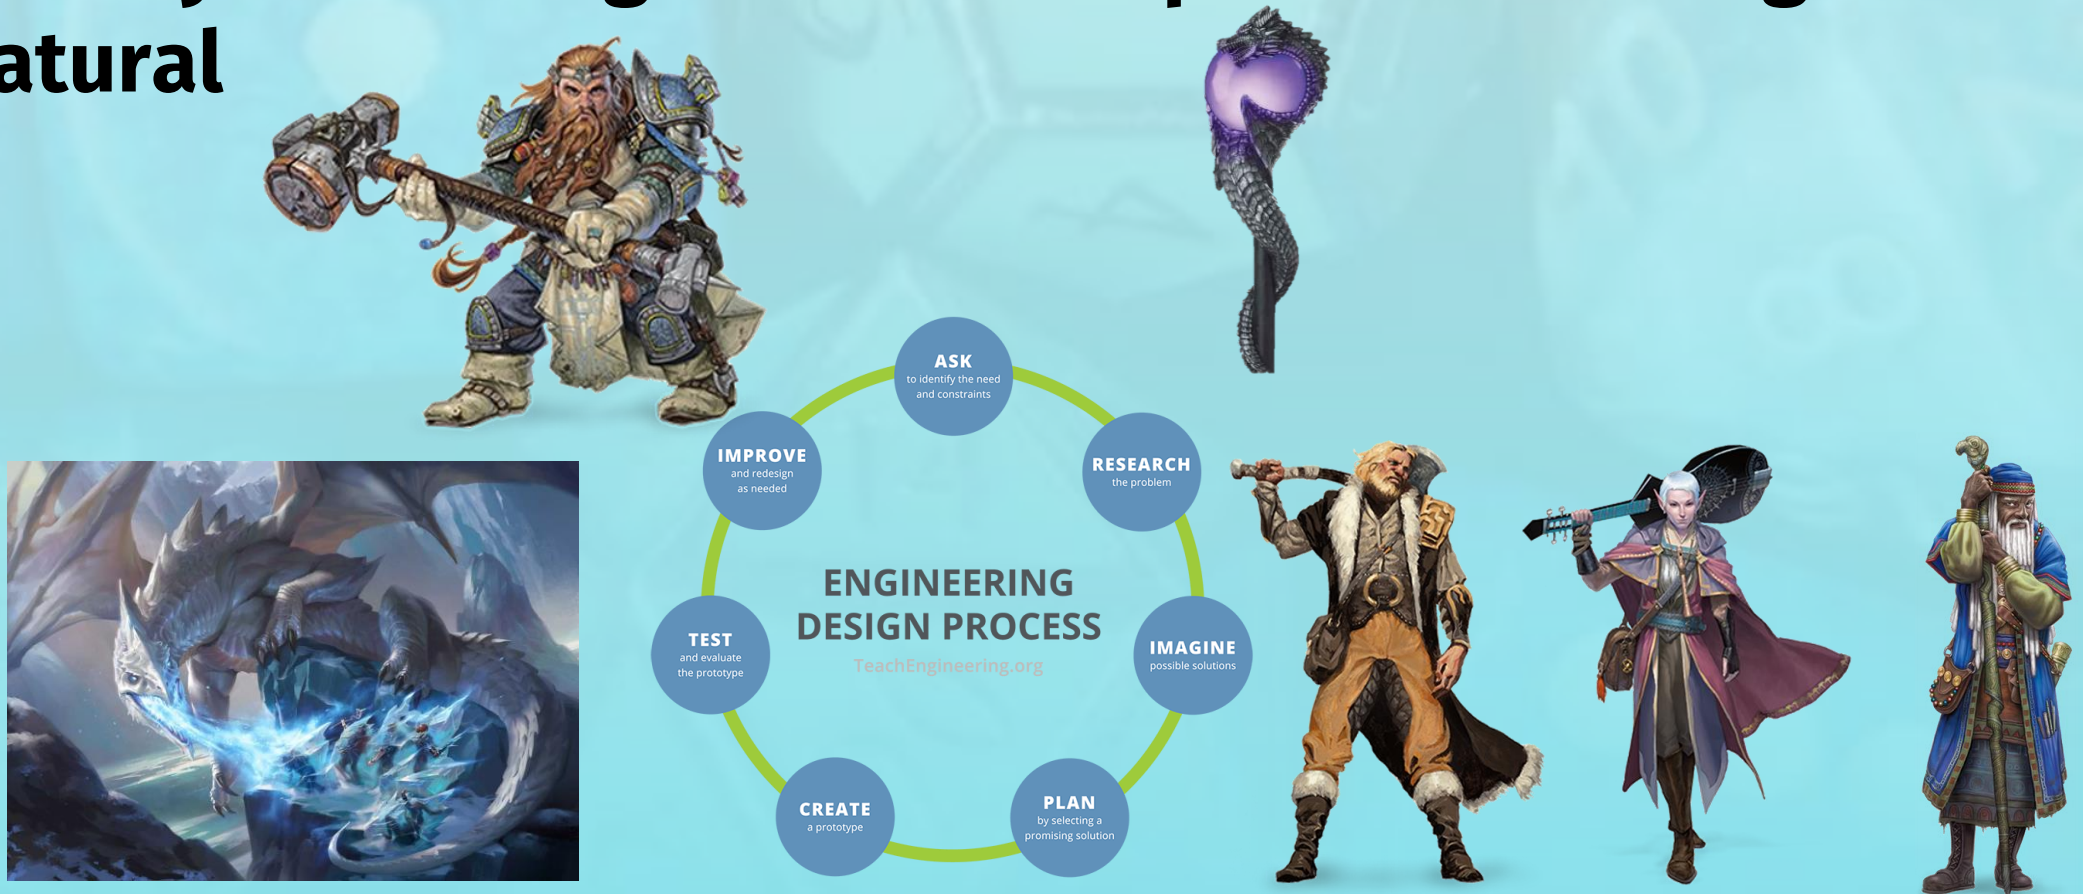 atural
ASK
to identify the need
and constraints
RESEARCH
the problem
IMAGINE
possible solutions
PLAN
by selecting a
promising solution
CREATE
a prototype
TEST
and evaluate
the prototype
IMPROVE
and redesign
as needed
ENGINEERING
DESIGN PROCESS
TeachEngineering.org